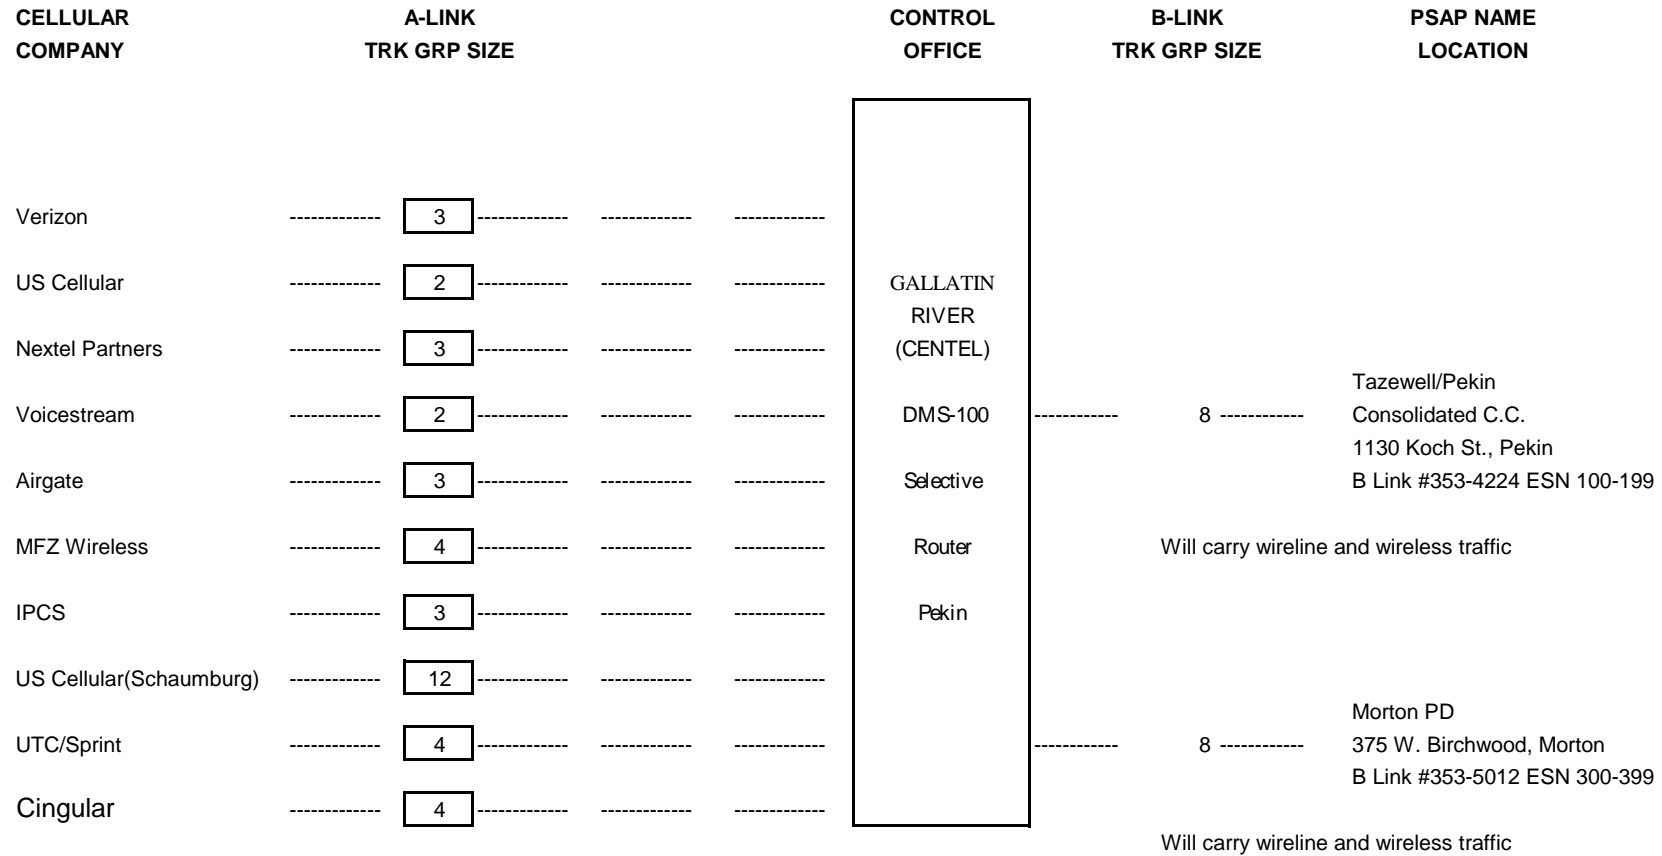 CELLULAR A-LINK CONTROL B-LINK PSAP NAME
COMPANY TRK GRP SIZE OFFICE TRK GRP SIZE LOCATION
Verizon ------------- 3 ------------- ------------- -------------
US Cellular ------------- 2 ------------- ------------- ------------- GALLATIN
RIVER
Nextel Partners ------------- 3 ------------- ------------- ------------- (CENTEL)
Tazewell/Pekin
Voicestream ------------- 2 ------------- ------------- ------------- DMS-100 ------------ 8 ------------ Consolidated C.C.
1130 Koch St., Pekin
Airgate ------------- 3 ------------- ------------- ------------- Selective B Link #353-4224 ESN 100-199
MFZ Wireless ------------- 4 ------------- ------------- ------------- Router Will carry wireline and wireless traffic
IPCS ------------- 3 ------------- ------------- ------------- Pekin
US Cellular(Schaumburg) ------------- 12 ------------- ------------- -------------
Morton PD
UTC/Sprint ------------- 4 ------------- ------------- ------------- ------------ 8 ------------ 375 W. Birchwood, Morton
B Link #353-5012 ESN 300-399
Cingular ------------- 4 ------------- ------------- -------------
Will carry wireline and wireless traffic